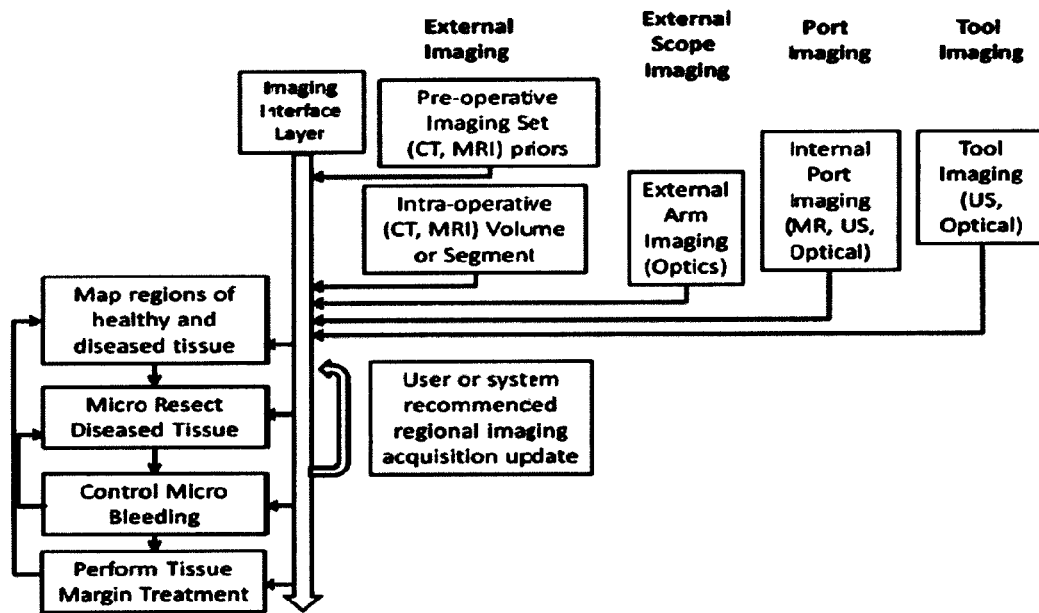 External
Imaging
External
Scope
Imaging
Port
Imaging
Tool
Imaging
Imaging
Interface
Layer
Pre-operative
Imaging Set
(CT, MRI) priors
Intra-operative
(CT, MRI) Volume
or Segment
External
Arm
Imaging
(Optics)
Internal
Port
Imaging
(MR, US,
Optical)
Tool
Imaging
(US,
Optical)
Map regions of
healthy and
diseased tissue
Micro Resect
Diseased Tissue
Control Micro
Bleeding
Perform Tissue
Margin Treatment
User or system
recommenced
regional imaging
acquisition update